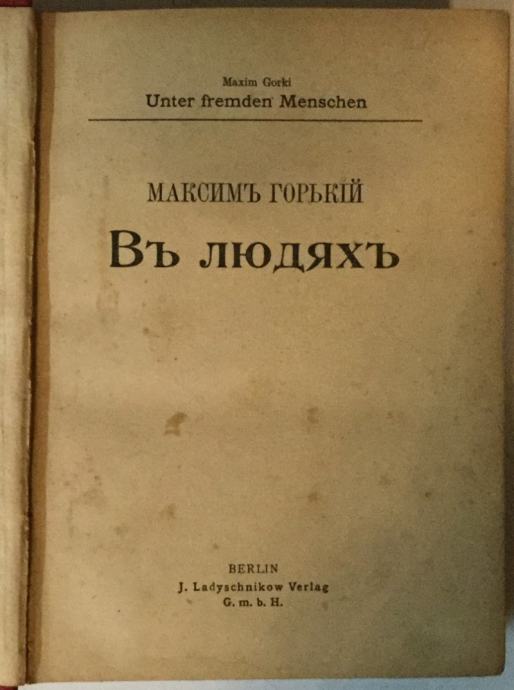 Maxim Gorki
Unter fremden Menschen
МАКСИМЪ ГОРЬКІЙ
Въ людяхъ
BERLIN
J. Ladyschnikow Verlag
G. m. b. H.